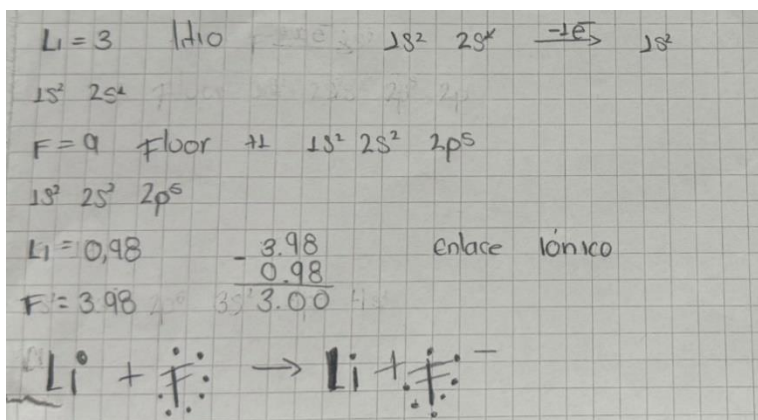 Li = 3 litio 1s² 2s¹ -1e→ 1s²
1s² 2s¹
F = 9 Floor +1 1s² 2s² 2p⁵
1s² 2s² 2p⁵
Li = 0,98 - 3.98 enlace iónico
0.98
F = 3.98 3.00
Li + F → Li + F⁻